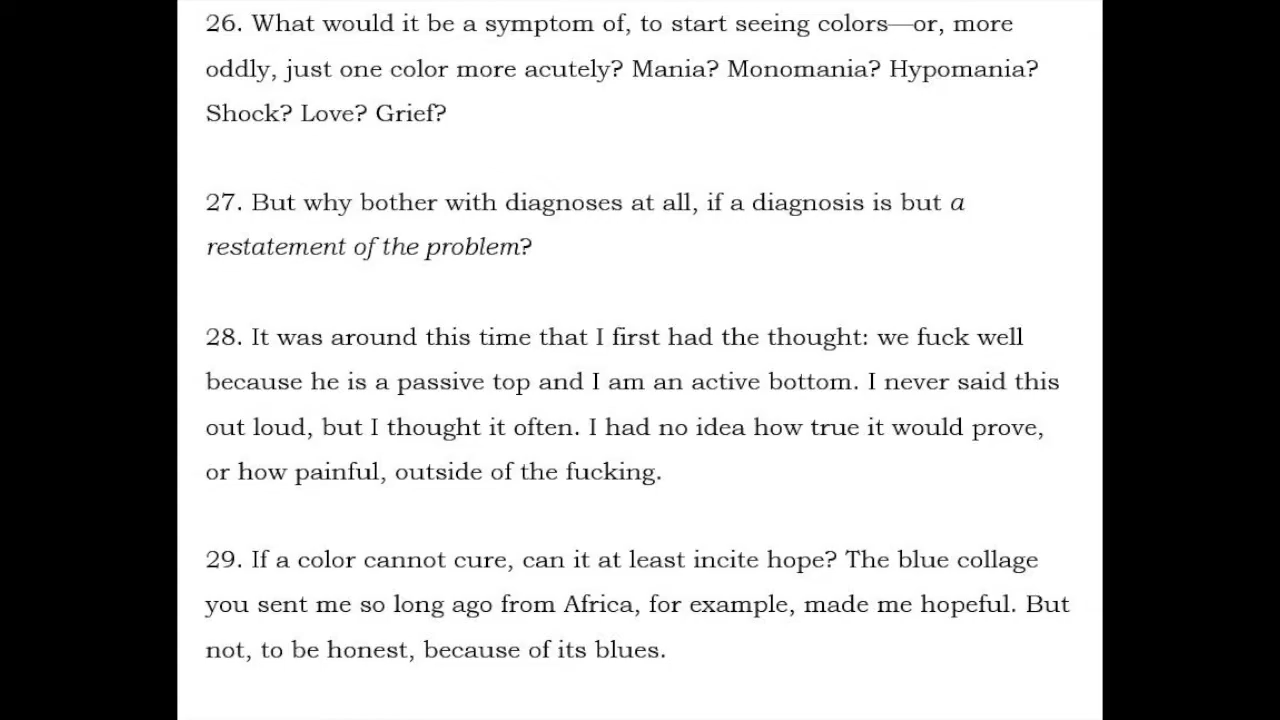 26. What would it be a symptom of, to start seeing colors—or, more
oddly, just one color more acutely? Mania? Monomania? Hypomania?
Shock? Love? Grief?
27. But why bother with diagnoses at all, if a diagnosis is but a
restatement of the problem?
28. It was around this time that I first had the thought: we fuck well
because he is a passive top and I am an active bottom. I never said this
out loud, but I thought it often. I had no idea how true it would prove,
or how painful, outside of the fucking.
29. If a color cannot cure, can it at least incite hope? The blue collage
you sent me so long ago from Africa, for example, made me hopeful. But
not, to be honest, because of its blues.